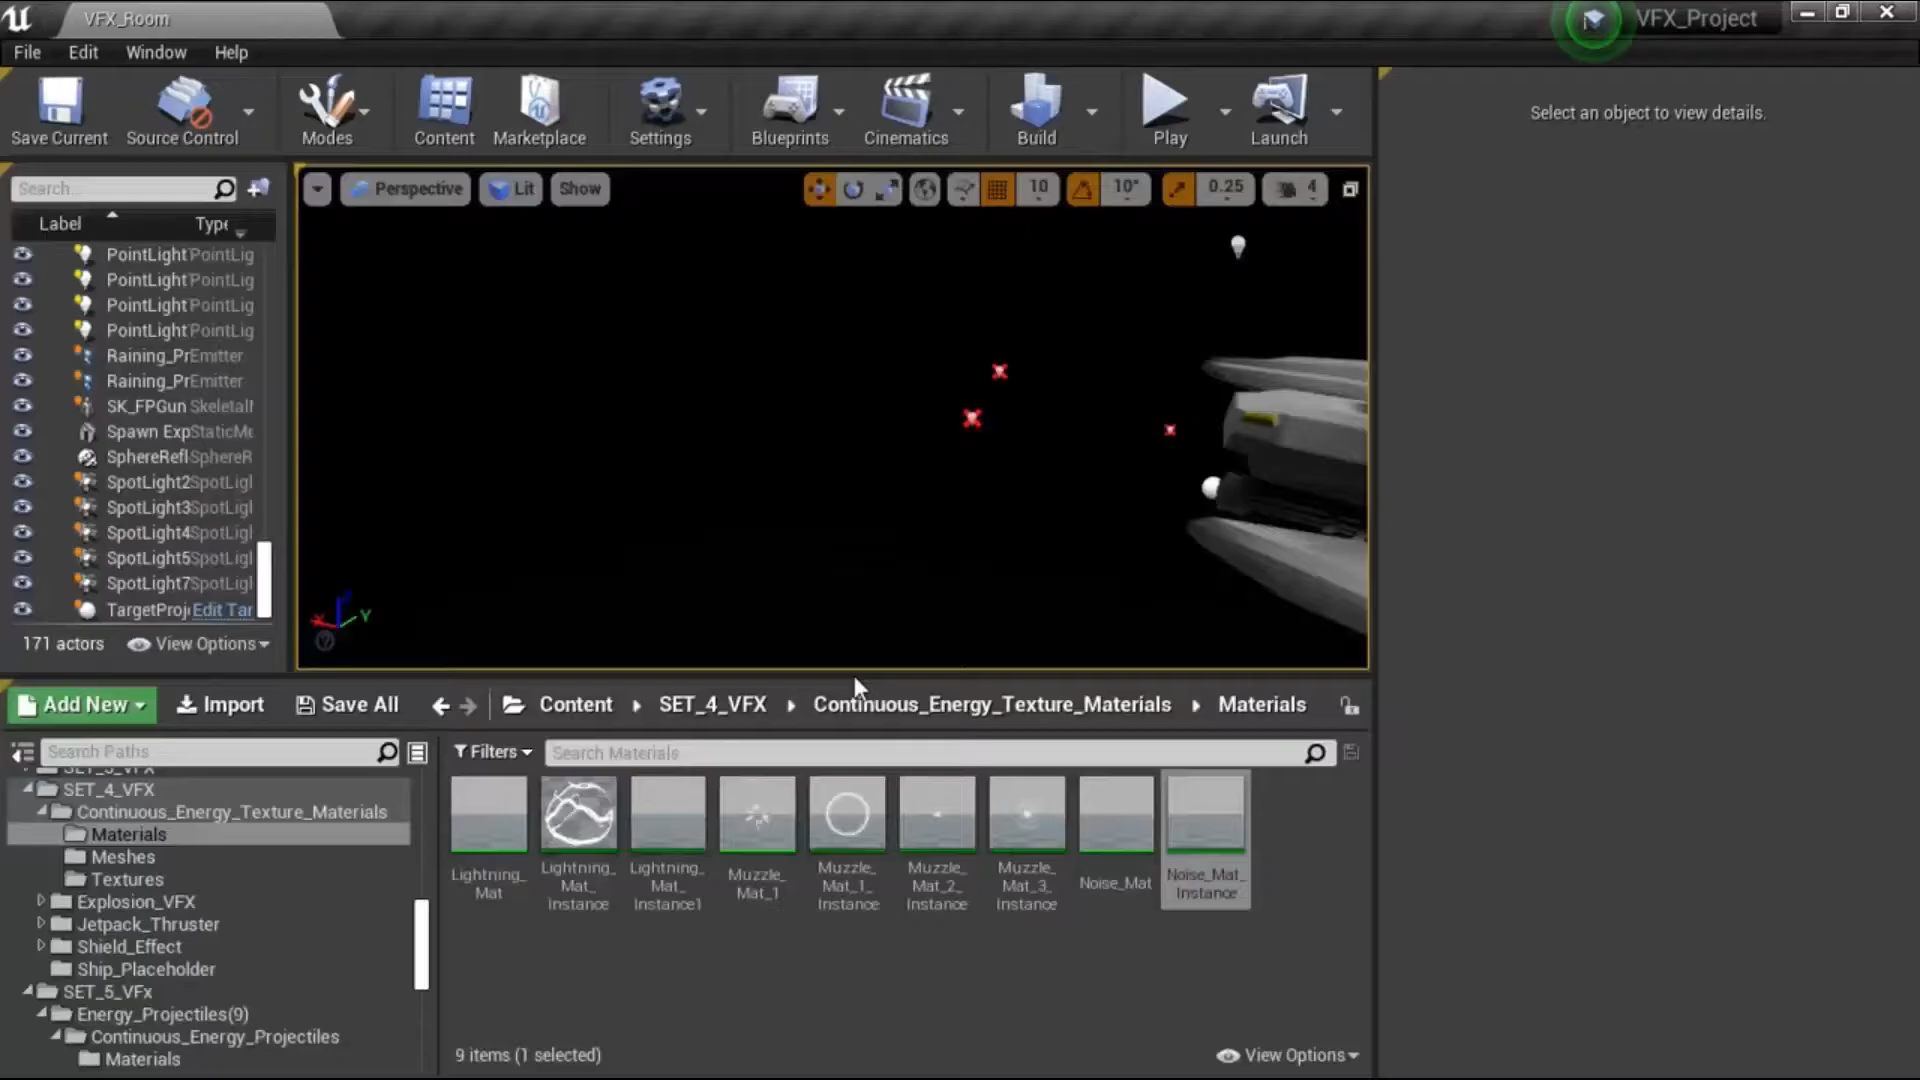 VFX_Room
VFX_Project
File Edit Window Help
Save Current Source Control Modes Content Marketplace Settings Blueprints Cinematics Build Play Launch
Select an object to view details.
Search...
Perspective Lit Show 10 10° 0.25 4
Label Type
PointLight PointLig
PointLight PointLig
PointLight PointLig
PointLight PointLig
Raining_Pr Emitter
Raining_Pr Emitter
SK_FPGun Skeletal
Spawn Exp StaticMe
SphereRefl SphereR
SpotLight2 SpotLigl
SpotLight3 SpotLigl
SpotLight4 SpotLigl
SpotLight5 SpotLigl
SpotLight7 SpotLigl
TargetProj Edit Tar
171 actors View Options
X Y
Add New Import Save All Content SET_4_VFX Continuous_Energy_Texture_Materials Materials
Search Paths
Filters Search Materials
SET_3_VFX
SET_4_VFX
Continuous_Energy_Texture_Materials
Materials
Meshes
Textures
Explosion_VFX
Jetpack_Thruster
Shield_Effect
Ship_Placeholder
SET_5_VFx
Energy_Projectiles(9)
Continuous_Energy_Projectiles
Materials
Lightning_
Mat
Lightning_
Mat_
Instance
Lightning_
Mat_
Instance1
Muzzle_
Mat_1
Muzzle_
Mat_1_
Instance
Muzzle_
Mat_2_
Instance
Muzzle_
Mat_3_
Instance
Noise_Mat
Noise_Mat_
Instance
9 items (1 selected) View Options